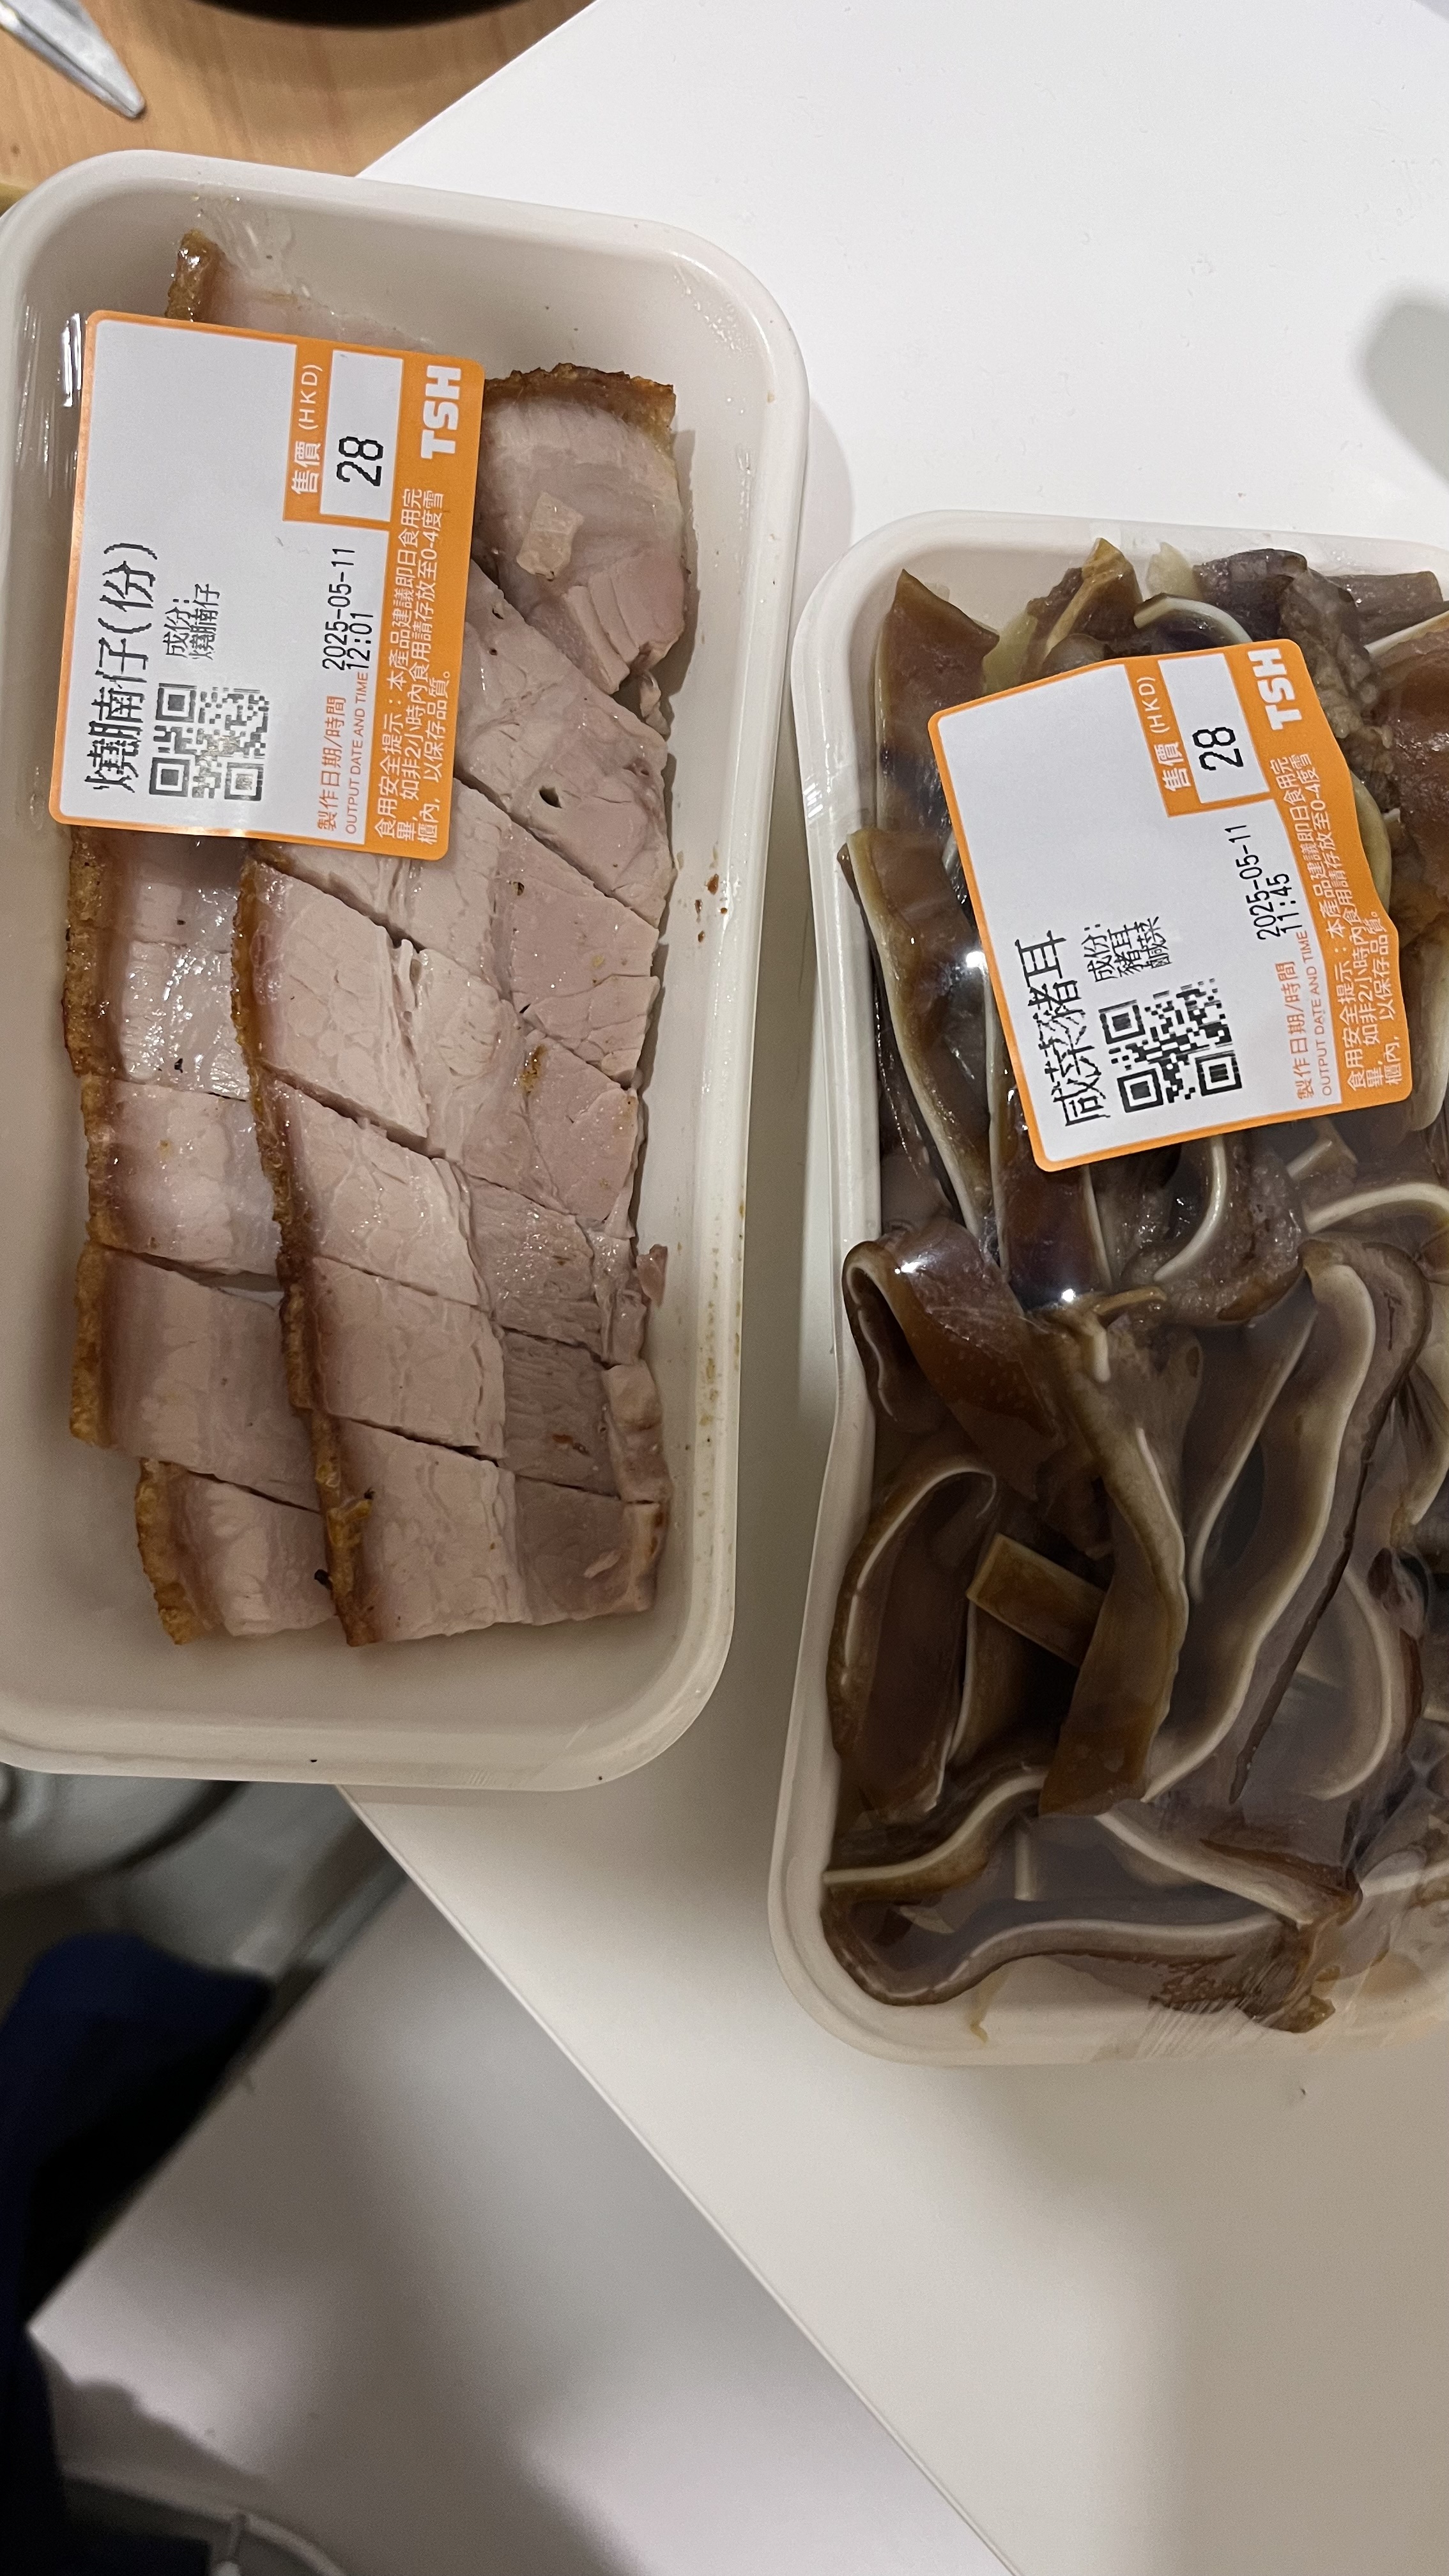 燒腩仔(份)
成份:
燒腩仔
售價 (HKD)
28
製作日期/時間
OUTPUT DATE AND TIME
2025-05-11
12:01
TSH
食用安全提示：本產品建議即日食用完
畢，如非2小時內食用請存放至0-4度雪
櫃內，以保存品質。
咸菜豬耳
成份:
豬耳
鹹菜
售價 (HKD)
28
製作日期/時間
OUTPUT DATE AND TIME
2025-05-11
11:45
TSH
食用安全提示：本產品建議即日食用完
畢，如非2小時內食用請存放至0-4度雪
櫃內，以保存品質。